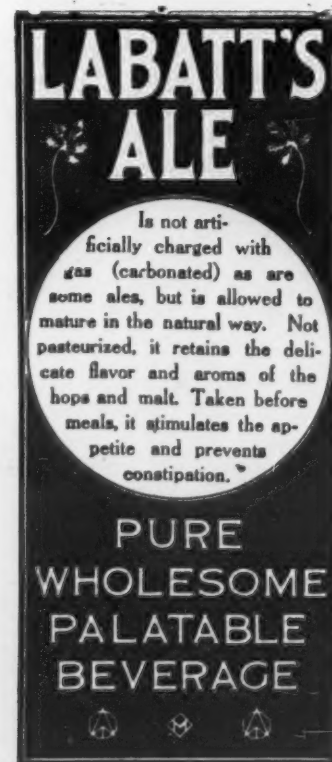 LABATT'S
ALE
Is not arti-
ficially charged with
gas (carbonated) as are
some ales, but is allowed to
mature in the natural way. Not
pasteurized, it retains the deli-
cate flavor and aroma of the
hops and malt. Taken before
meals, it stimulates the ap-
petite and prevents
constipation.
PURE
WHOLESOME
PALATABLE
BEVERAGE